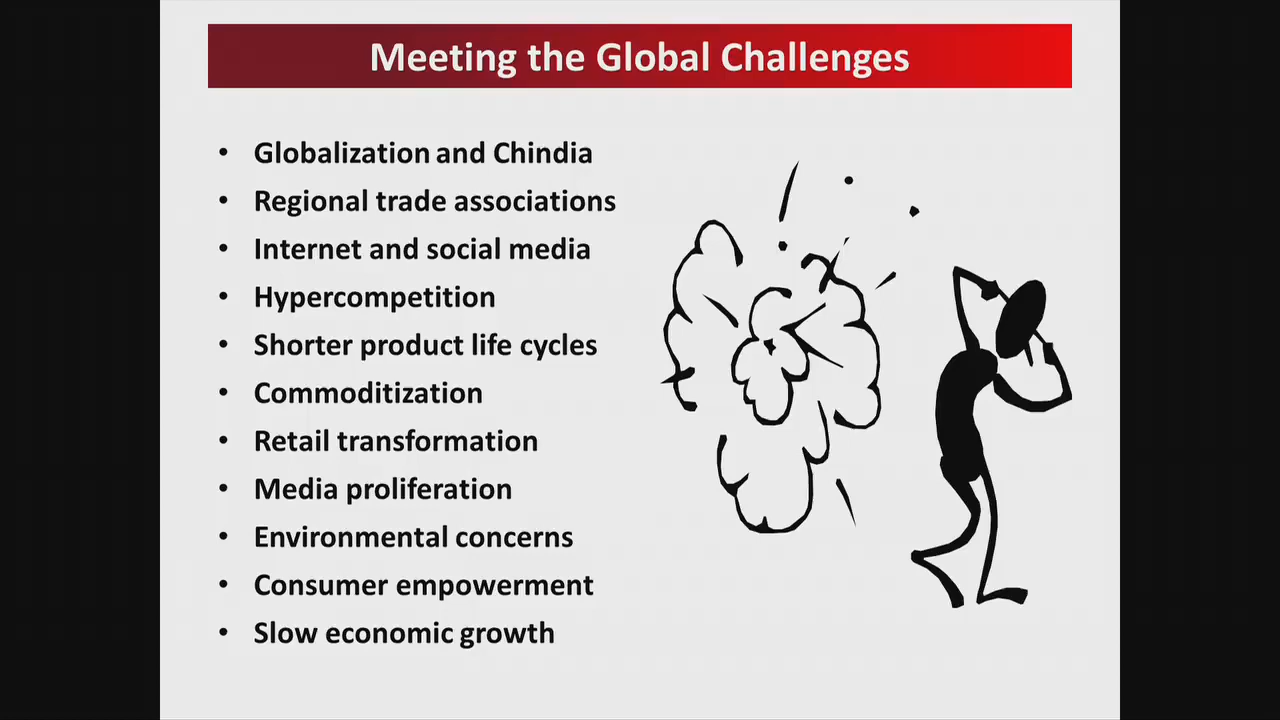 Meeting the Global Challenges
• Globalization and Chindia
• Regional trade associations
• Internet and social media
• Hypercompetition
• Shorter product life cycles
• Commoditization
• Retail transformation
• Media proliferation
• Environmental concerns
• Consumer empowerment
• Slow economic growth